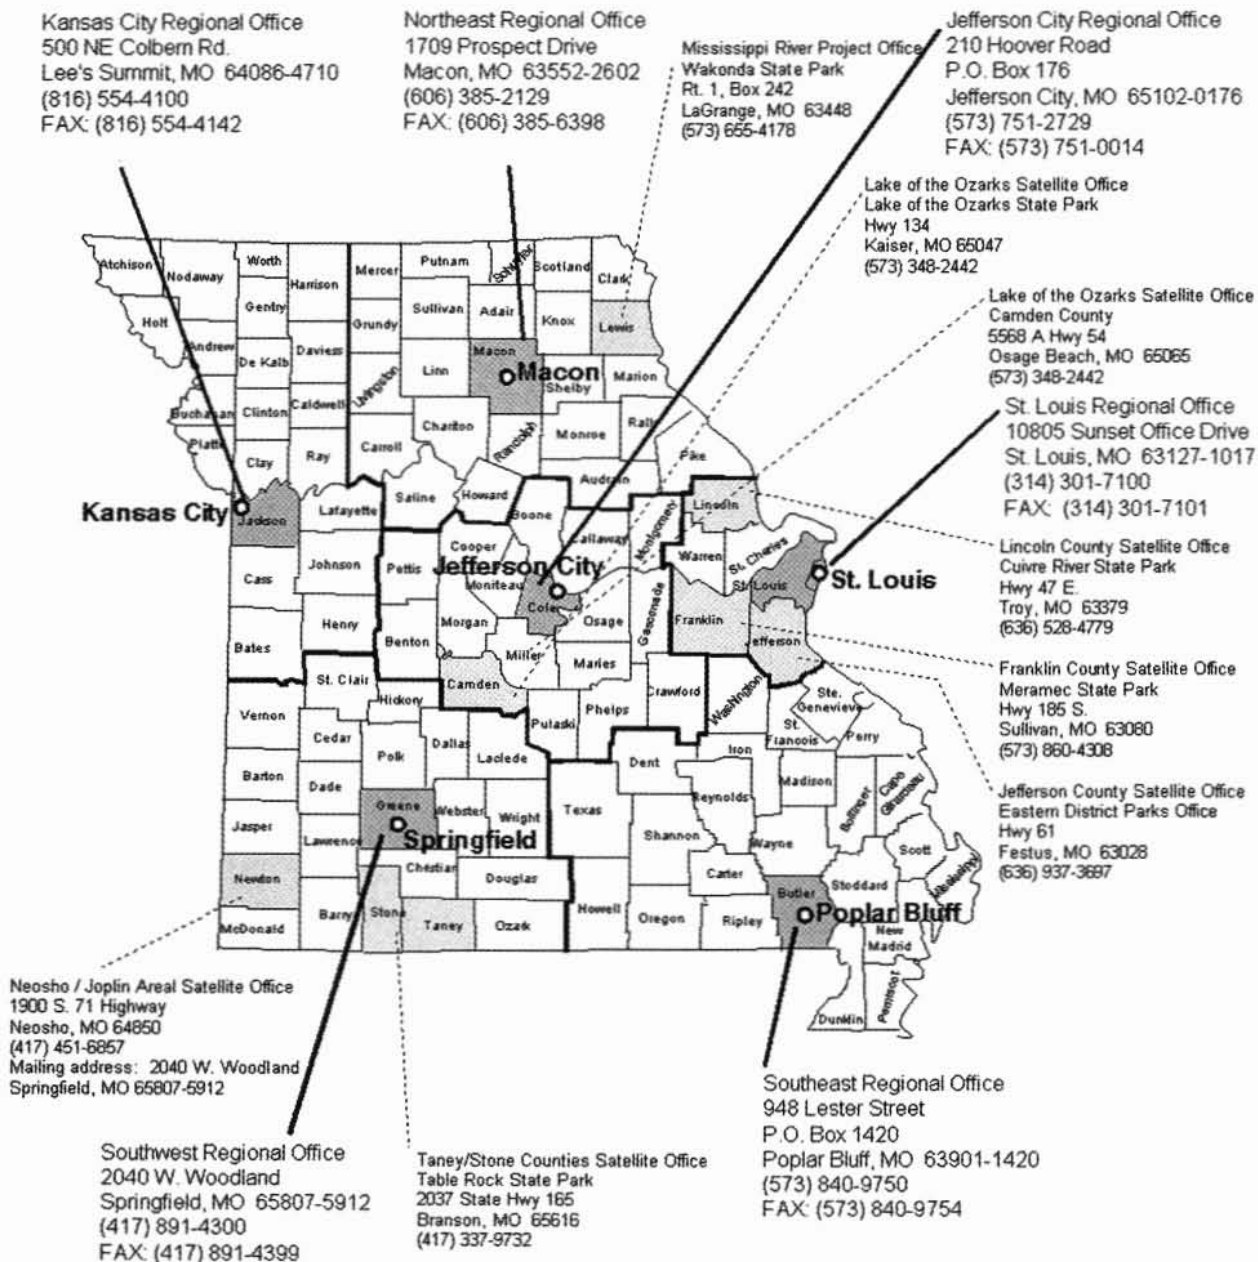 Kansas City Regional Office
500 NE Colbern Rd.
Lee's Summit, MO 64086-4710
(816) 554-4100
FAX: (816) 554-4142
Northeast Regional Office
1709 Prospect Drive
Macon, MO 63552-2602
(606) 385-2129
FAX: (606) 385-6398
Mississippi River Project Office
Wakonda State Park
Rt. 1, Box 242
LaGrange, MO 63448
(573) 655-4178
Jefferson City Regional Office
210 Hoover Road
P.O. Box 176
Jefferson City, MO 65102-0176
(573) 751-2729
FAX: (573) 751-0014
Lake of the Ozarks Satellite Office
Lake of the Ozarks State Park
Hwy 134
Kaiser, MO 65047
(573) 348-2442
Lake of the Ozarks Satellite Office
Camden County
5568 A Hwy 54
Osage Beach, MO 65065
(573) 348-2442
St. Louis Regional Office
10805 Sunset Office Drive
St. Louis, MO 63127-1017
(314) 301-7100
FAX: (314) 301-7101
Lincoln County Satellite Office
Cuivre River State Park
Hwy 47 E.
Troy, MO 63379
(636) 528-4779
Franklin County Satellite Office
Meramec State Park
Hwy 185 S.
Sullivan, MO 63080
(573) 860-4308
Jefferson County Satellite Office
Eastern District Parks Office
Hwy 61
Festus, MO 63028
(636) 937-3697
Atchison
Nodaway
Worth
Harrison
Mercer
Putnam
Schuyler
Scotland
Clark
Holt
Gentry
Sullivan
Adair
Knox
Lewis
Andrew
De Kalb
Daviess
Grundy
Livingston
Linn
Macon
Macon
Shelby
Marion
Buchanan
Clinton
Caldwell
Chariton
Randolph
Monroe
Ralls
Platte
Clay
Ray
Carroll
Audrain
Pike
Kansas City
Jackson
Lafayette
Saline
Howard
Boone
Callaway
Montgomery
Lincoln
Cass
Johnson
Pettis
Cooper
Jefferson City
Moniteau
Cole
Warren
St. Charles
St. Louis
St. Louis
Bates
Henry
Benton
Morgan
Miller
Osage
Gasconade
Franklin
Jefferson
Maries
Camden
St. Clair
Hickory
Vernon
Cedar
Polk
Dallas
Laclede
Pulaski
Phelps
Crawford
Washington
Ste. Genevieve
St. Francois
Perry
Iron
Dent
Barton
Dade
Greene
Springfield
Webster
Wright
Texas
Reynolds
Madison
Bollinger
Cape Girardeau
Jasper
Lawrence
Christian
Douglas
Shannon
Wayne
Scott
Newton
Carter
Butler
Stoddard
Mississippi
McDonald
Barry
Stone
Taney
Ozark
Howell
Oregon
Ripley
Poplar Bluff
New Madrid
Dunklin
Pemiscot
Neosho / Joplin Areal Satellite Office
1900 S. 71 Highway
Neosho, MO 64850
(417) 451-6857
Mailing address: 2040 W. Woodland
Springfield, MO 65807-5912
Southwest Regional Office
2040 W. Woodland
Springfield, MO 65807-5912
(417) 891-4300
FAX: (417) 891-4399
Taney/Stone Counties Satellite Office
Table Rock State Park
2037 State Hwy 165
Branson, MO 65616
(417) 337-9732
Southeast Regional Office
948 Lester Street
P.O. Box 1420
Poplar Bluff, MO 63901-1420
(573) 840-9750
FAX: (573) 840-9754